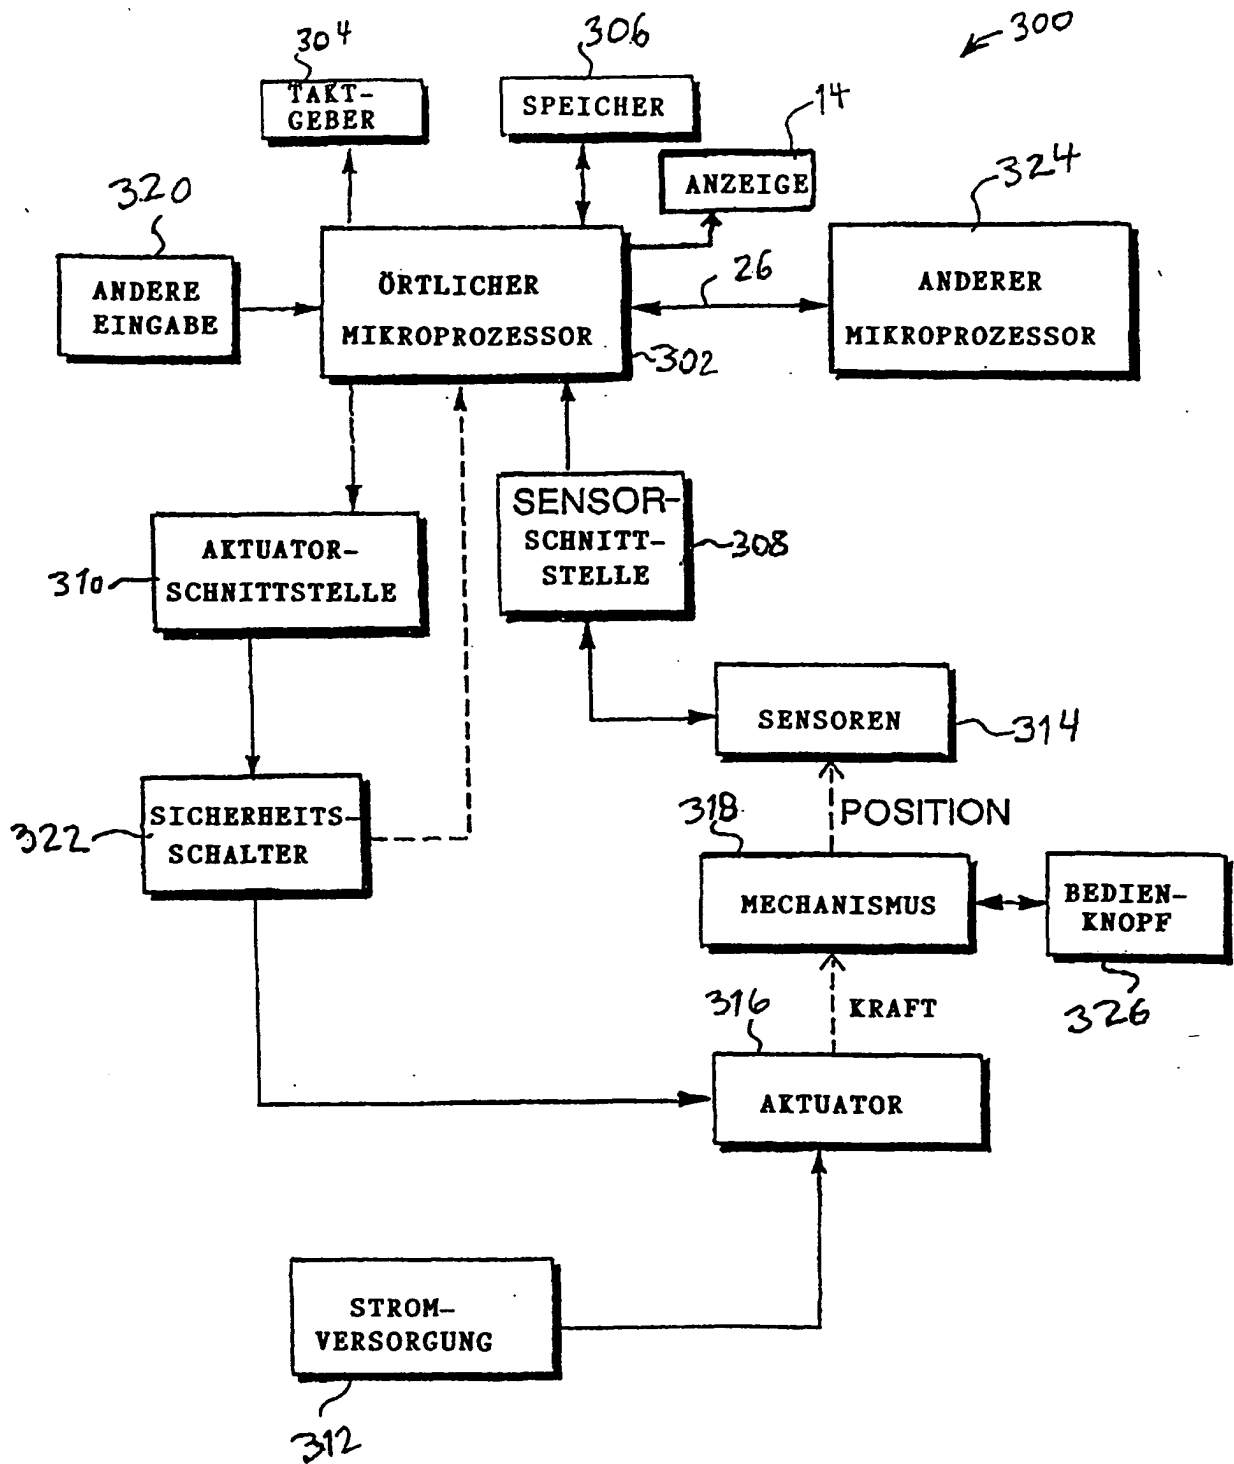 300
304
306
TAKT-
GEBER
SPEICHER
14
ANZEIGE
324
320
ANDERE
EINGABE
ÖRTLICHER
MIKROPROZESSOR
302
26
ANDERER
MIKROPROZESSOR
SENSOR-
SCHNITT-
STELLE
308
AKTUATOR-
SCHNITTSTELLE
310
SENSOREN
314
SICHERHEITS-
SCHALTER
322
318
POSITION
MECHANISMUS
BEDIEN-
KNOPF
326
316
KRAFT
AKTUATOR
STROM-
VERSORGUNG
312